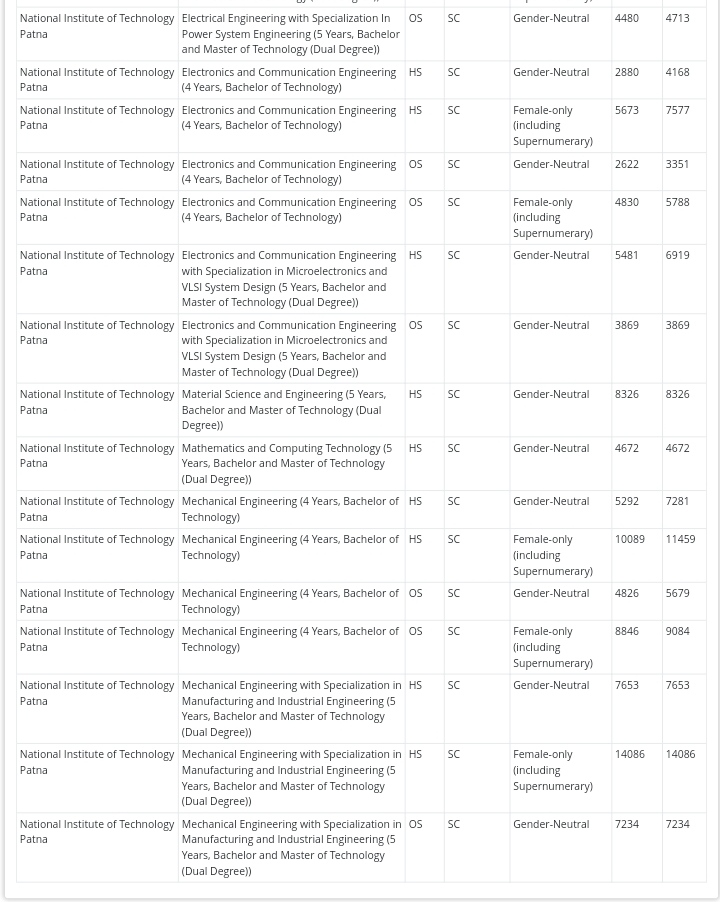 National Institute of Technology Electrical Engineering with Specialization In OS SC Gender-Neutral 4480 4713
Patna Power System Engineering (5 Years, Bachelor
and Master of Technology (Dual Degree))
National Institute of Technology Electronics and Communication Engineering HS SC Gender-Neutral 2880 4168
Patna (4 Years, Bachelor of Technology)
National Institute of Technology Electronics and Communication Engineering HS SC Female-only 5673 7577
Patna (4 Years, Bachelor of Technology) (including
Supernumerary)
National Institute of Technology Electronics and Communication Engineering OS SC Gender-Neutral 2622 3351
Patna (4 Years, Bachelor of Technology)
National Institute of Technology Electronics and Communication Engineering OS SC Female-only 4830 5788
Patna (4 Years, Bachelor of Technology) (including
Supernumerary)
National Institute of Technology Electronics and Communication Engineering HS SC Gender-Neutral 5481 6919
Patna with Specialization in Microelectronics and
VLSI System Design (5 Years, Bachelor and
Master of Technology (Dual Degree))
National Institute of Technology Electronics and Communication Engineering OS SC Gender-Neutral 3869 3869
Patna with Specialization in Microelectronics and
VLSI System Design (5 Years, Bachelor and
Master of Technology (Dual Degree))
National Institute of Technology Material Science and Engineering (5 Years, HS SC Gender-Neutral 8326 8326
Patna Bachelor and Master of Technology (Dual
Degree))
National Institute of Technology Mathematics and Computing Technology (5 HS SC Gender-Neutral 4672 4672
Patna Years, Bachelor and Master of Technology
(Dual Degree))
National Institute of Technology Mechanical Engineering (4 Years, Bachelor of HS SC Gender-Neutral 5292 7281
Patna Technology)
National Institute of Technology Mechanical Engineering (4 Years, Bachelor of HS SC Female-only 10089 11459
Patna Technology) (including
Supernumerary)
National Institute of Technology Mechanical Engineering (4 Years, Bachelor of OS SC Gender-Neutral 4826 5679
Patna Technology)
National Institute of Technology Mechanical Engineering (4 Years, Bachelor of OS SC Female-only 8846 9084
Patna Technology) (including
Supernumerary)
National Institute of Technology Mechanical Engineering with Specialization in HS SC Gender-Neutral 7653 7653
Patna Manufacturing and Industrial Engineering (5
Years, Bachelor and Master of Technology
(Dual Degree))
National Institute of Technology Mechanical Engineering with Specialization in HS SC Female-only 14086 14086
Patna Manufacturing and Industrial Engineering (5 (including
Years, Bachelor and Master of Technology Supernumerary)
(Dual Degree))
National Institute of Technology Mechanical Engineering with Specialization in OS SC Gender-Neutral 7234 7234
Patna Manufacturing and Industrial Engineering (5
Years, Bachelor and Master of Technology
(Dual Degree))